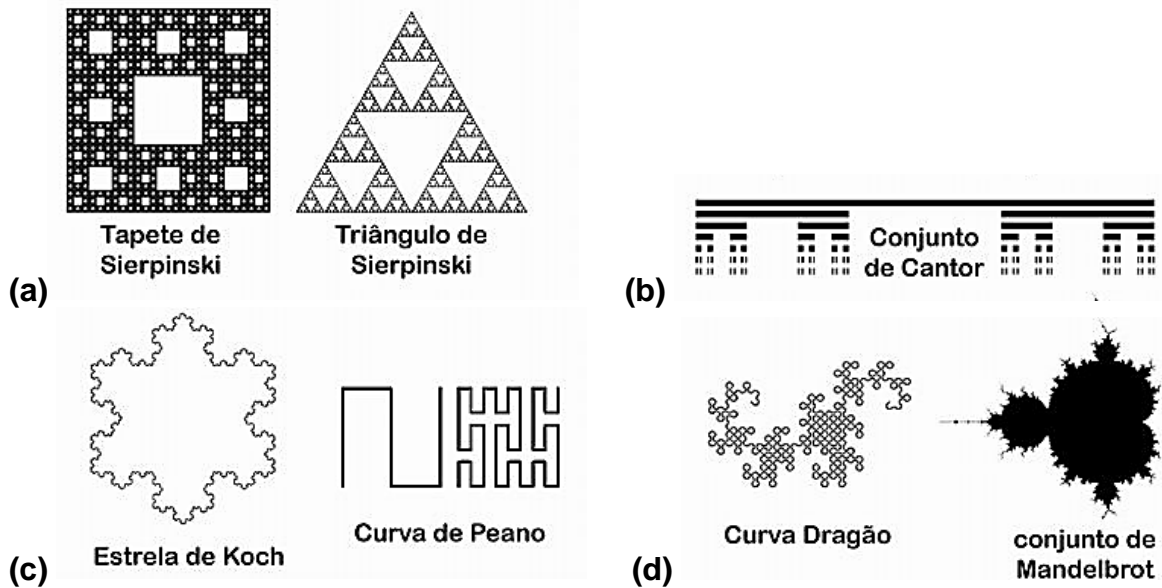 Tapete de
Sierpinski
Triângulo de
Sierpinski
(a)
Conjunto
de Cantor
(b)
Estrela de Koch
Curva de Peano
(c)
Curva Dragão
conjunto de
Mandelbrot
(d)